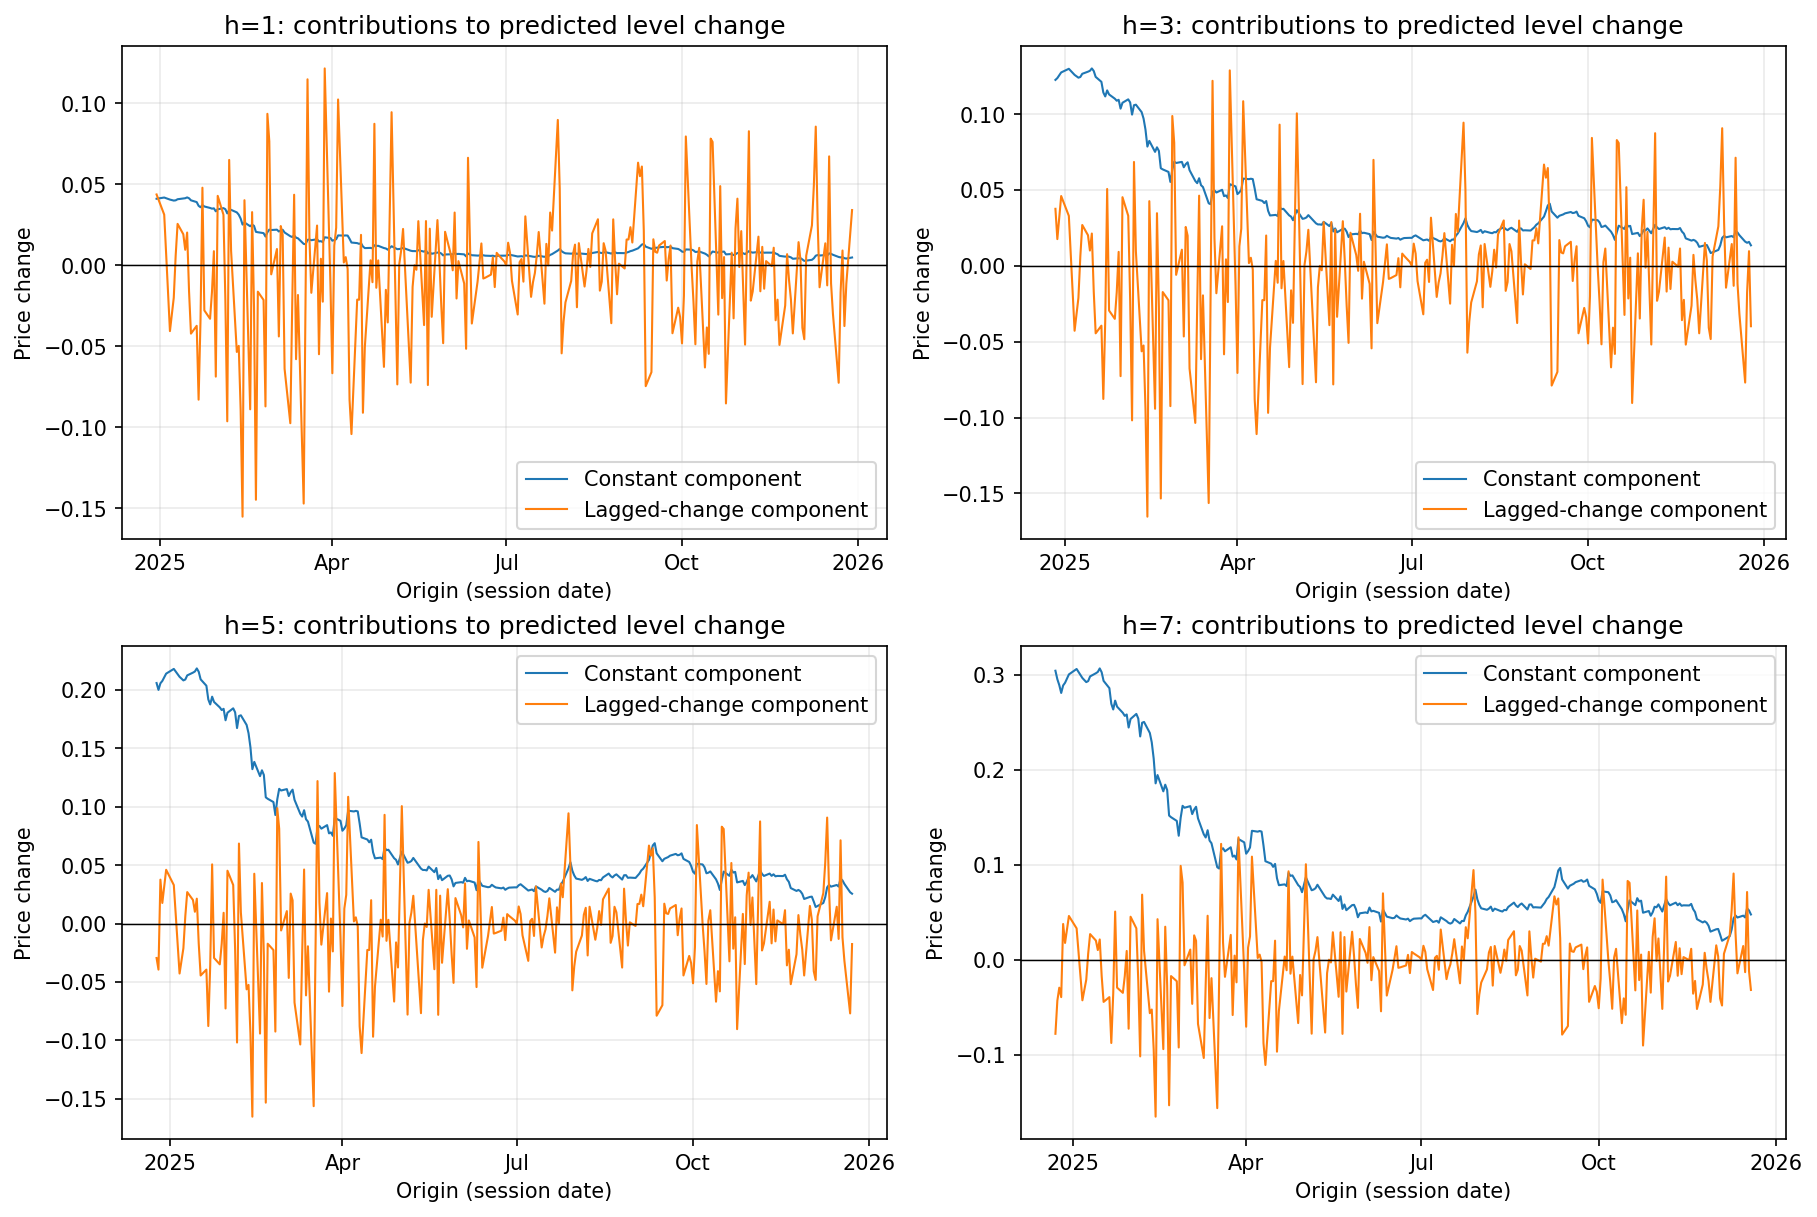 h=1: contributions to predicted level change
Price change
0.10
0.05
0.00
−0.05
−0.10
−0.15
Constant component
Lagged-change component
2025 Apr Jul Oct 2026
Origin (session date)
h=3: contributions to predicted level change
Price change
0.10
0.05
0.00
−0.05
−0.10
−0.15
Constant component
Lagged-change component
2025 Apr Jul Oct 2026
Origin (session date)
h=5: contributions to predicted level change
Price change
0.20
0.15
0.10
0.05
0.00
−0.05
−0.10
−0.15
Constant component
Lagged-change component
2025 Apr Jul Oct 2026
Origin (session date)
h=7: contributions to predicted level change
Price change
0.3
0.2
0.1
0.0
−0.1
Constant component
Lagged-change component
2025 Apr Jul Oct 2026
Origin (session date)